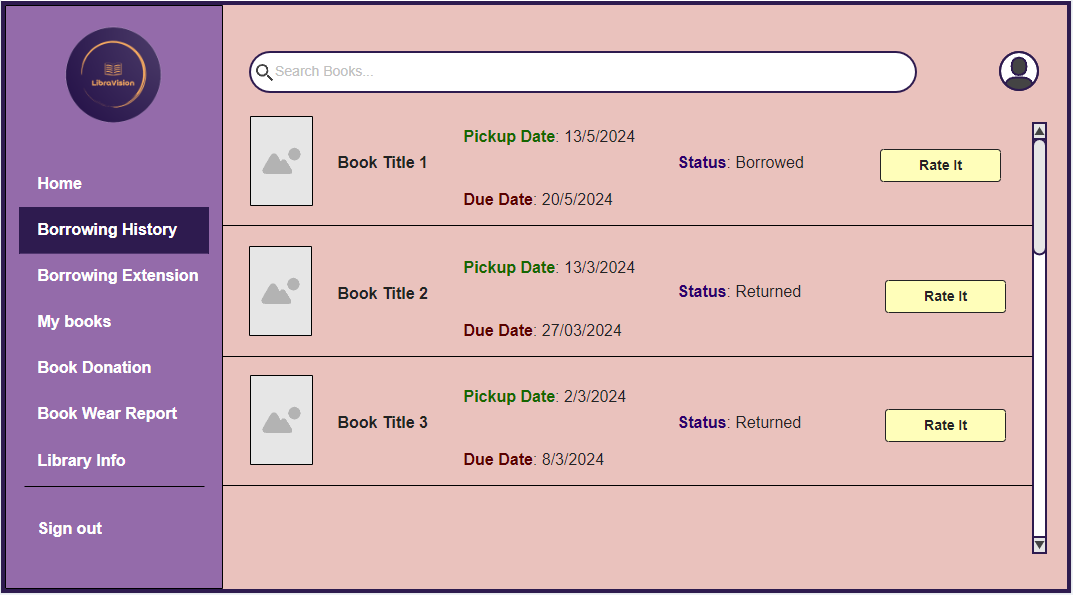 LibraVision
Search Books...
Home
Borrowing History
Borrowing Extension
My books
Book Donation
Book Wear Report
Library Info
Sign out
Book Title 1
Pickup Date: 13/5/2024
Due Date: 20/5/2024
Status: Borrowed
Rate It
Book Title 2
Pickup Date: 13/3/2024
Due Date: 27/03/2024
Status: Returned
Rate It
Book Title 3
Pickup Date: 2/3/2024
Due Date: 8/3/2024
Status: Returned
Rate It